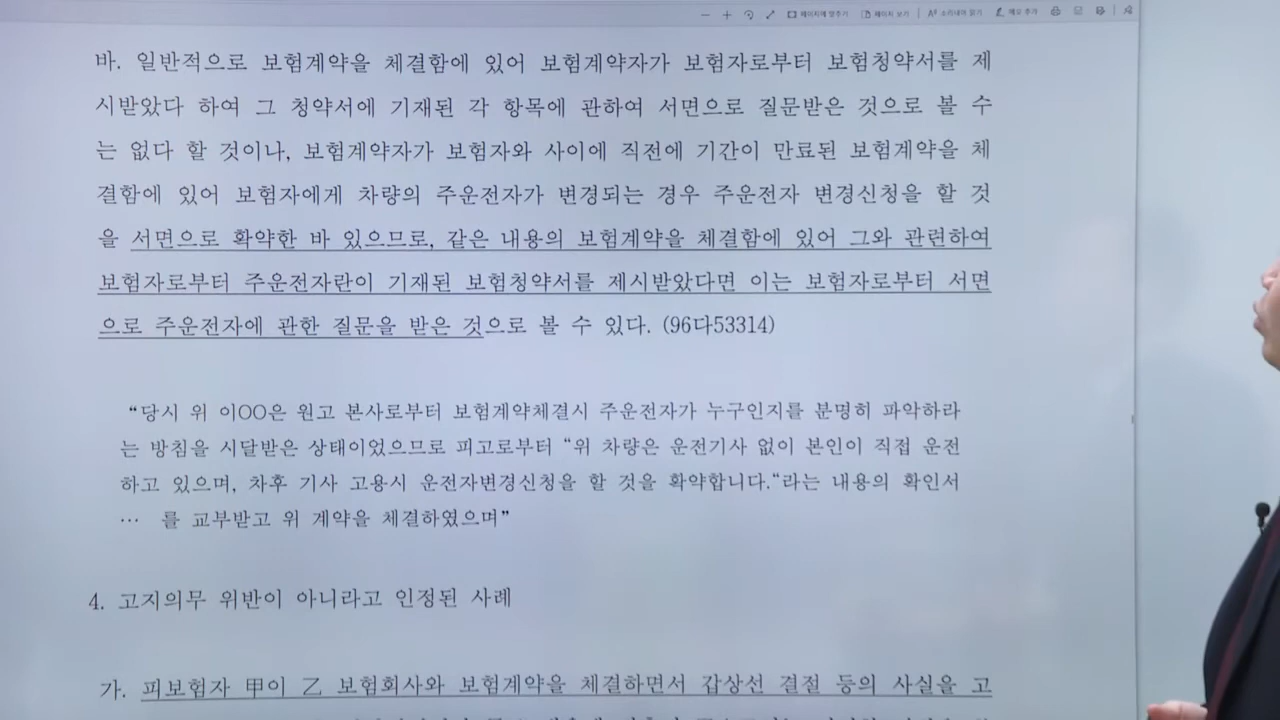 페이지에 맞추기 페이지 보기 소리내어 읽기 메모 추가
바. 일반적으로 보험계약을 체결함에 있어 보험계약자가 보험자로부터 보험청약서를 제
시받았다 하여 그 청약서에 기재된 각 항목에 관하여 서면으로 질문받은 것으로 볼 수
는 없다 할 것이나, 보험계약자가 보험자와 사이에 직전에 기간이 만료된 보험계약을 체
결함에 있어 보험자에게 차량의 주운전자가 변경되는 경우 주운전자 변경신청을 할 것
을 서면으로 확약한 바 있으므로, 같은 내용의 보험계약을 체결함에 있어 그와 관련하여
보험자로부터 주운전자란이 기재된 보험청약서를 제시받았다면 이는 보험자로부터 서면
으로 주운전자에 관한 질문을 받은 것으로 볼 수 있다. (96다53314)
“당시 위 이OO은 원고 본사로부터 보험계약체결시 주운전자가 누구인지를 분명히 파악하라
는 방침을 시달받은 상태이었으므로 피고로부터 “위 차량은 운전기사 없이 본인이 직접 운전
하고 있으며, 차후 기사 고용시 운전자변경신청을 할 것을 확약합니다.“라는 내용의 확인서
… 를 교부받고 위 계약을 체결하였으며”
4. 고지의무 위반이 아니라고 인정된 사례
가. 피보험자 甲이 乙 보험회사와 보험계약을 체결하면서 갑상선 결절 등의 사실을 고